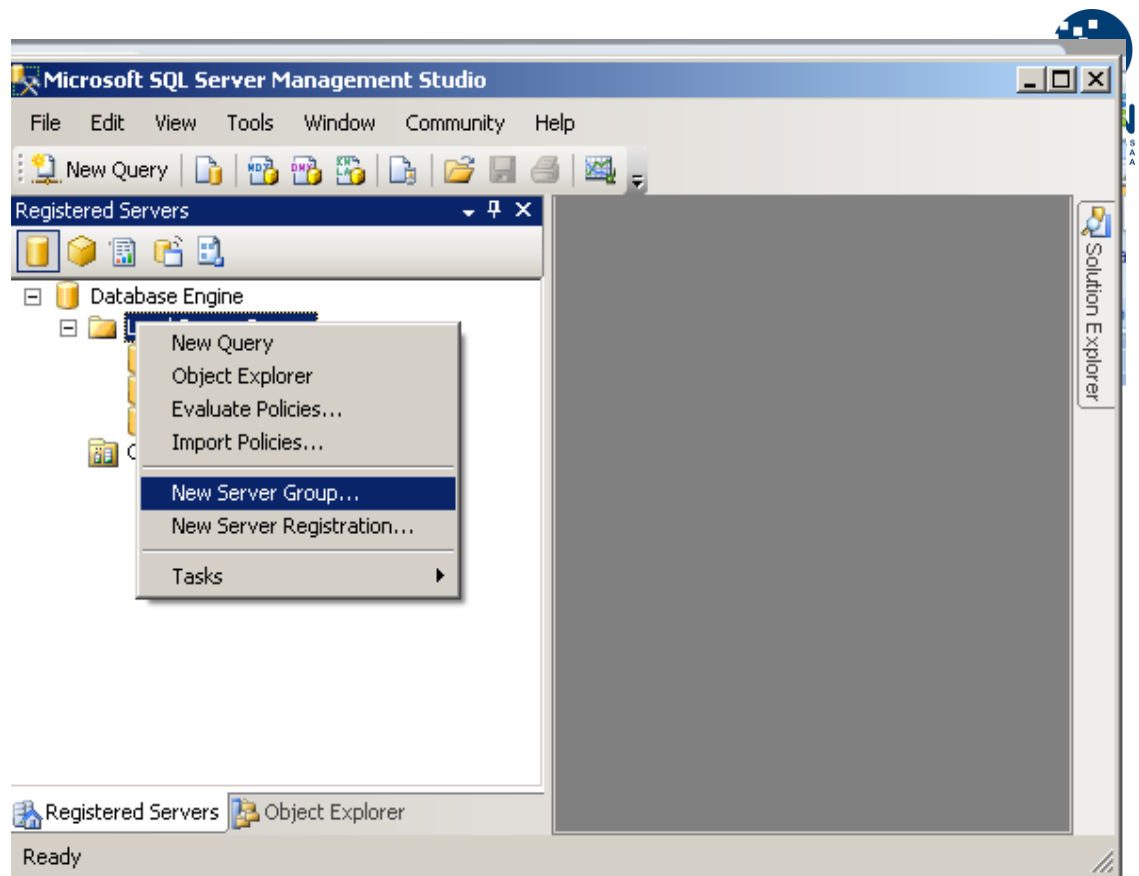 Microsoft SQL Server Management Studio
File Edit View Tools Window Community Help
New Query
Registered Servers
Database Engine
New Query
Object Explorer
Evaluate Policies...
Import Policies...
New Server Group...
New Server Registration...
Tasks
Solution Explorer
Registered Servers Object Explorer
Ready